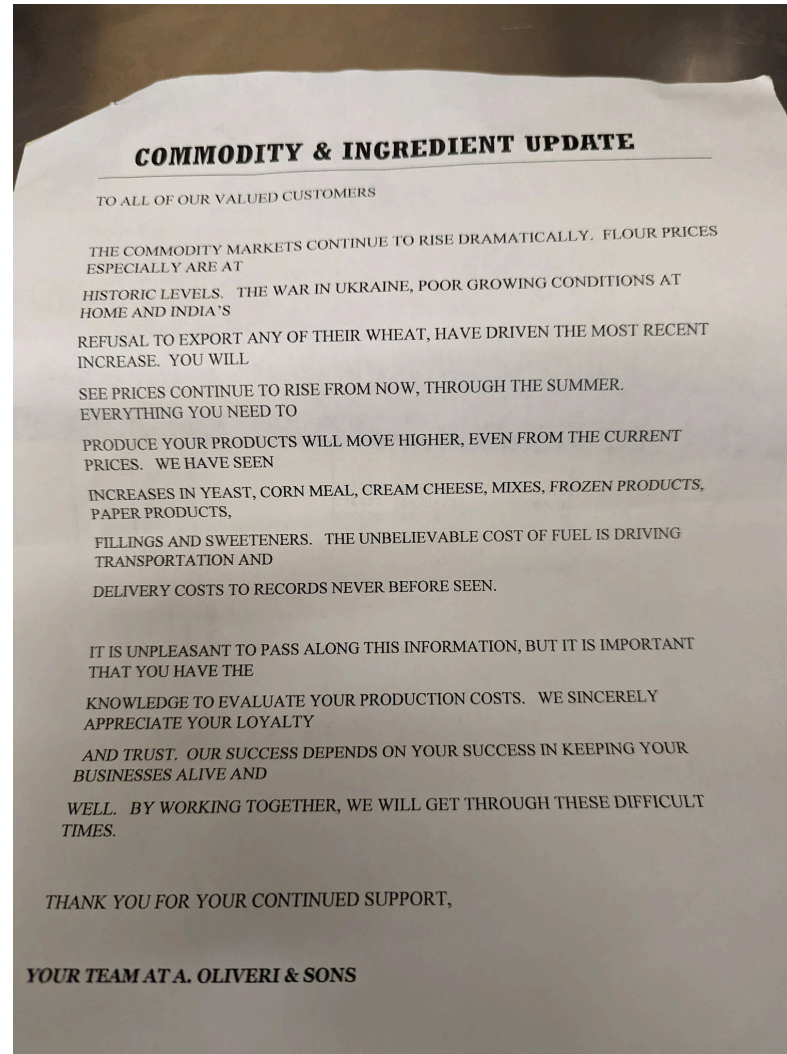 COMMODITY & INGREDIENT UPDATE
TO ALL OF OUR VALUED CUSTOMERS
THE COMMODITY MARKETS CONTINUE TO RISE DRAMATICALLY. FLOUR PRICES
ESPECIALLY ARE AT
HISTORIC LEVELS. THE WAR IN UKRAINE, POOR GROWING CONDITIONS AT
HOME AND INDIA'S
REFUSAL TO EXPORT ANY OF THEIR WHEAT, HAVE DRIVEN THE MOST RECENT
INCREASE. YOU WILL
SEE PRICES CONTINUE TO RISE FROM NOW, THROUGH THE SUMMER.
EVERYTHING YOU NEED TO
PRODUCE YOUR PRODUCTS WILL MOVE HIGHER, EVEN FROM THE CURRENT
PRICES. WE HAVE SEEN
INCREASES IN YEAST, CORN MEAL, CREAM CHEESE, MIXES, FROZEN PRODUCTS,
PAPER PRODUCTS,
FILLINGS AND SWEETENERS. THE UNBELIEVABLE COST OF FUEL IS DRIVING
TRANSPORTATION AND
DELIVERY COSTS TO RECORDS NEVER BEFORE SEEN.
IT IS UNPLEASANT TO PASS ALONG THIS INFORMATION, BUT IT IS IMPORTANT
THAT YOU HAVE THE
KNOWLEDGE TO EVALUATE YOUR PRODUCTION COSTS. WE SINCERELY
APPRECIATE YOUR LOYALTY
AND TRUST. OUR SUCCESS DEPENDS ON YOUR SUCCESS IN KEEPING YOUR
BUSINESSES ALIVE AND
WELL. BY WORKING TOGETHER, WE WILL GET THROUGH THESE DIFFICULT
TIMES.
THANK YOU FOR YOUR CONTINUED SUPPORT,
YOUR TEAM AT A. OLIVERI & SONS